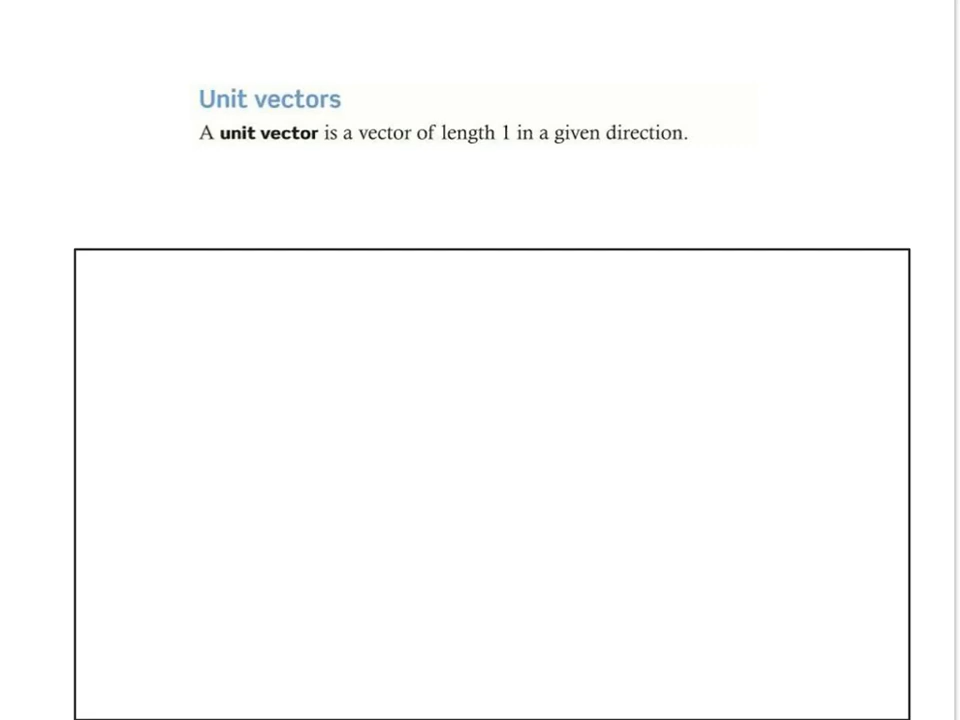 Unit vectors
A unit vector is a vector of length 1 in a given direction.